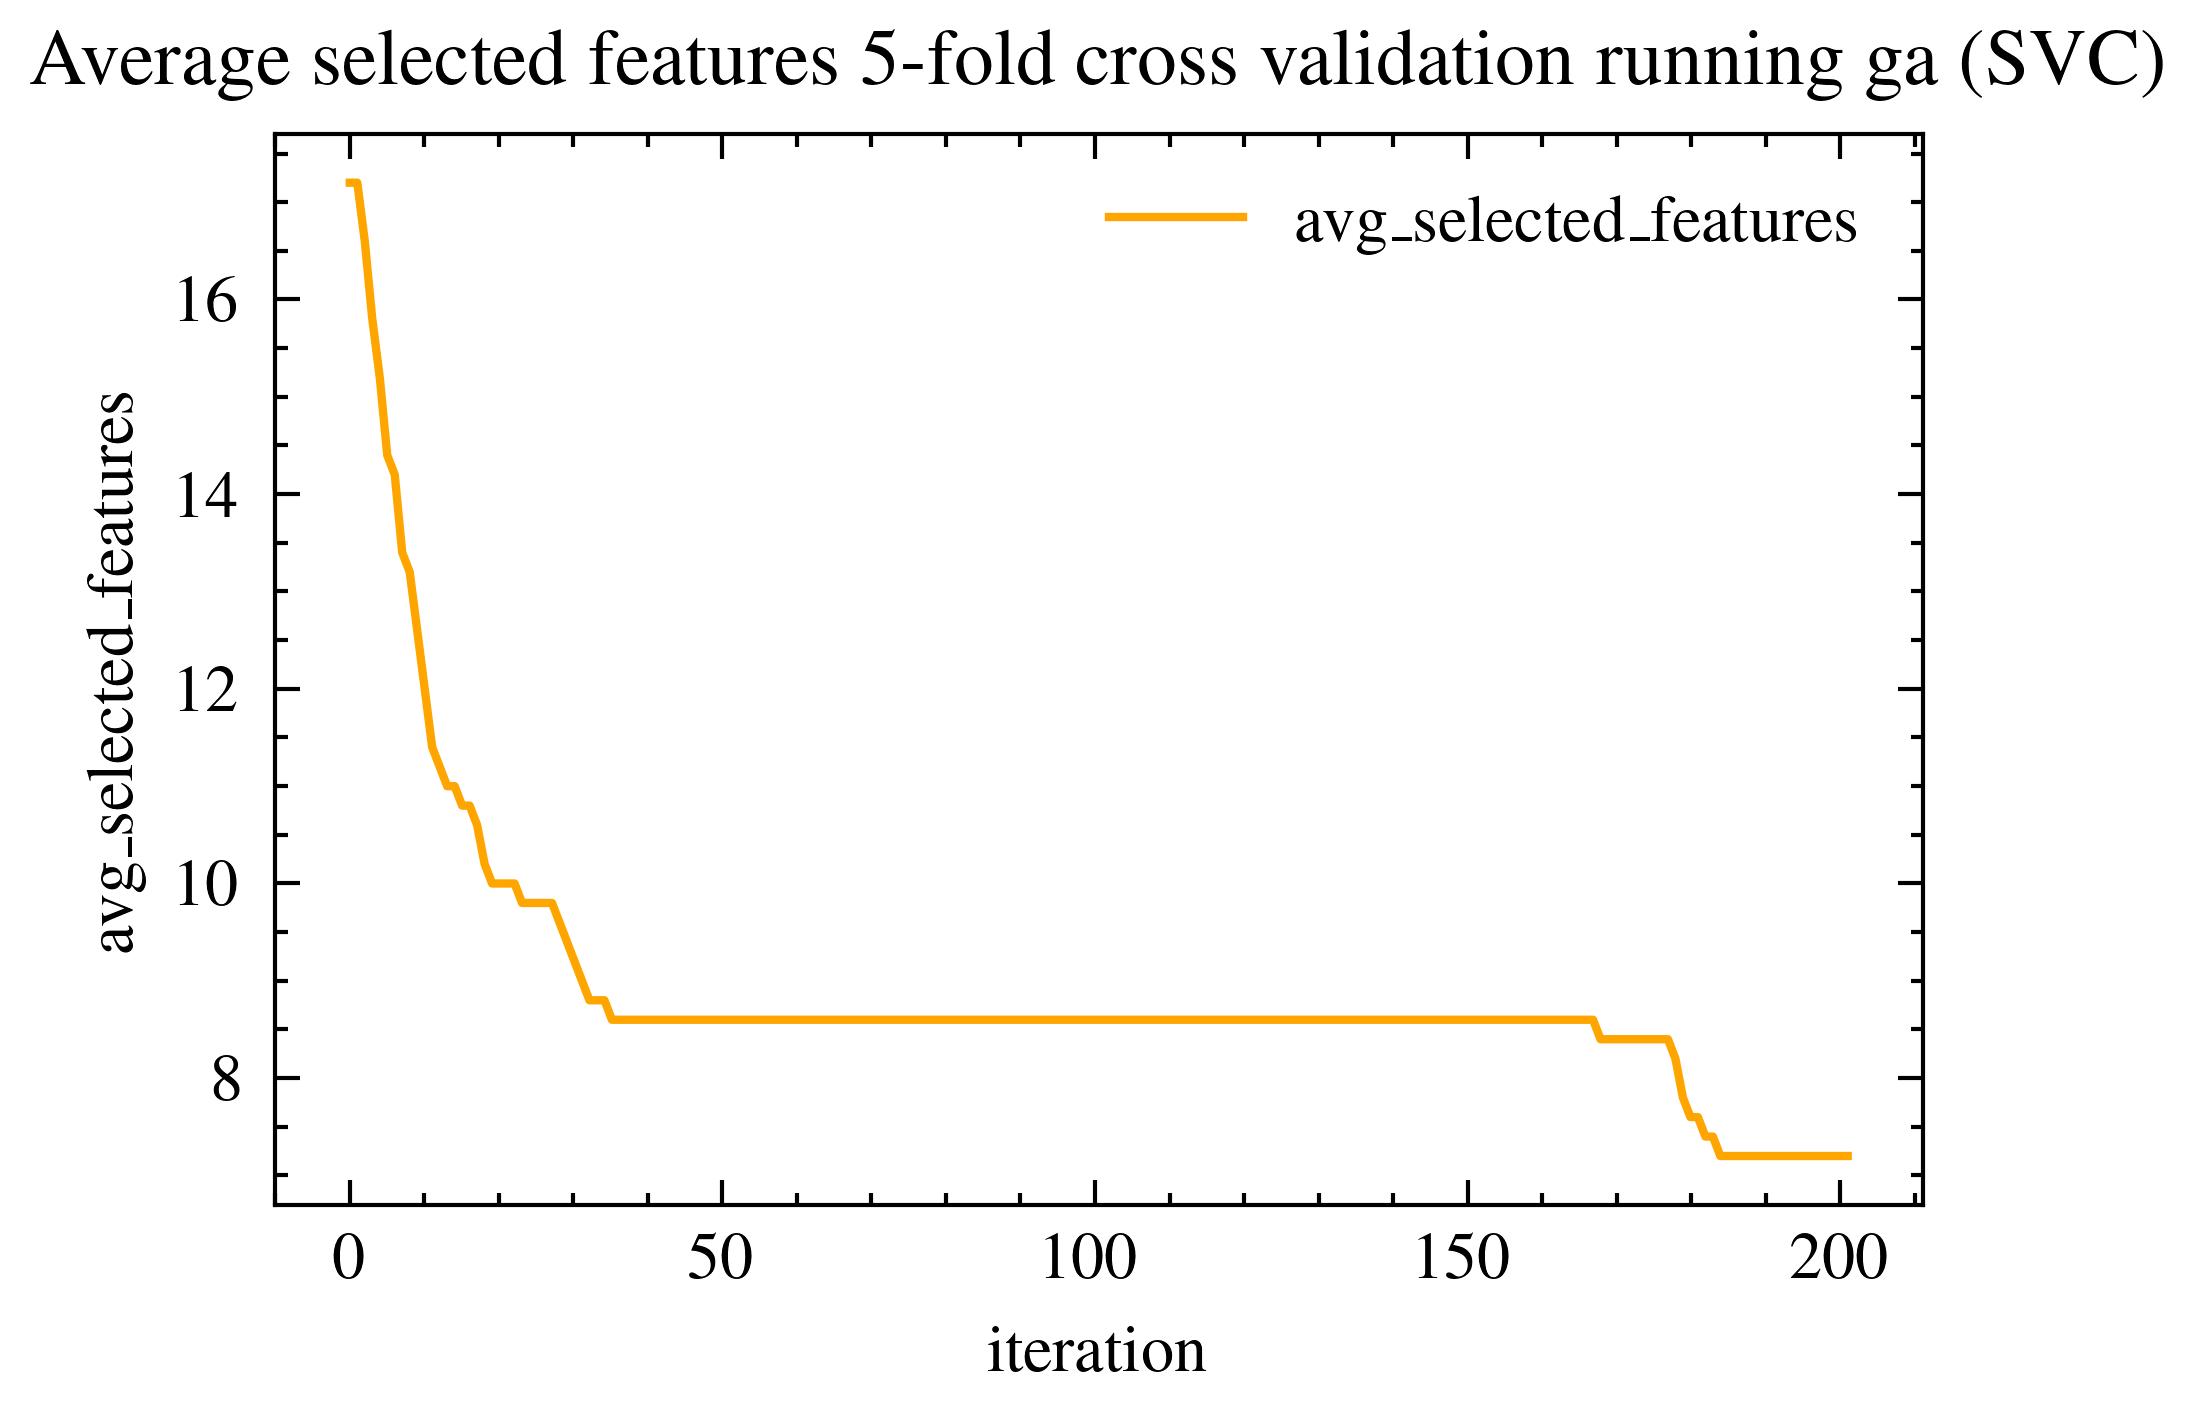 Average selected features 5-fold cross validation running ga (SVC)
avg_selected_features
16
14
12
10
8
avg_selected_features
0 50 100 150 200
iteration